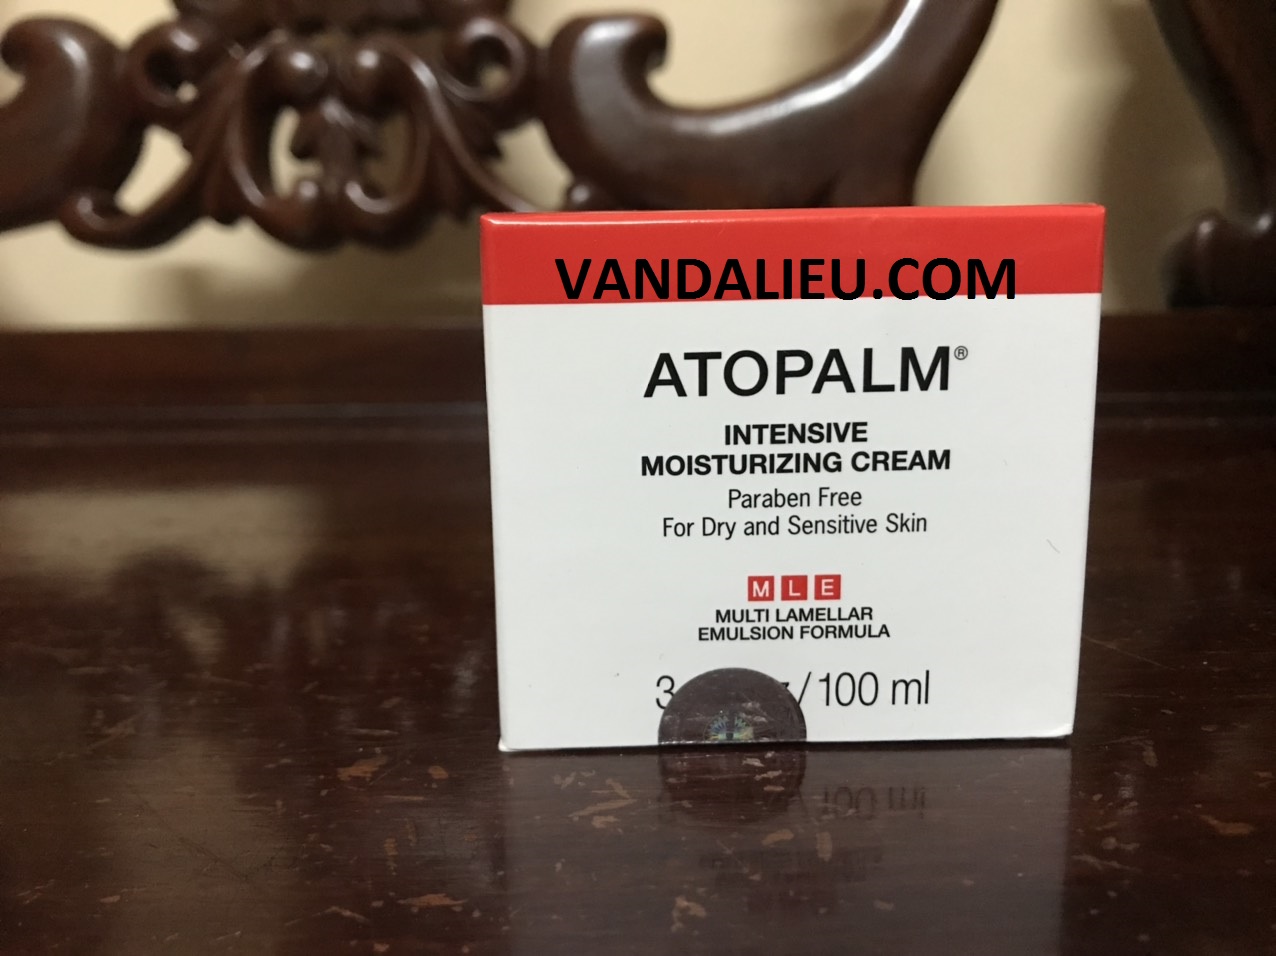 VANDALIEU.COM
ATOPALM®
INTENSIVE
MOISTURIZING CREAM
Paraben Free
For Dry and Sensitive Skin
M L E
MULTI LAMELLAR
EMULSION FORMULA
/100 ml